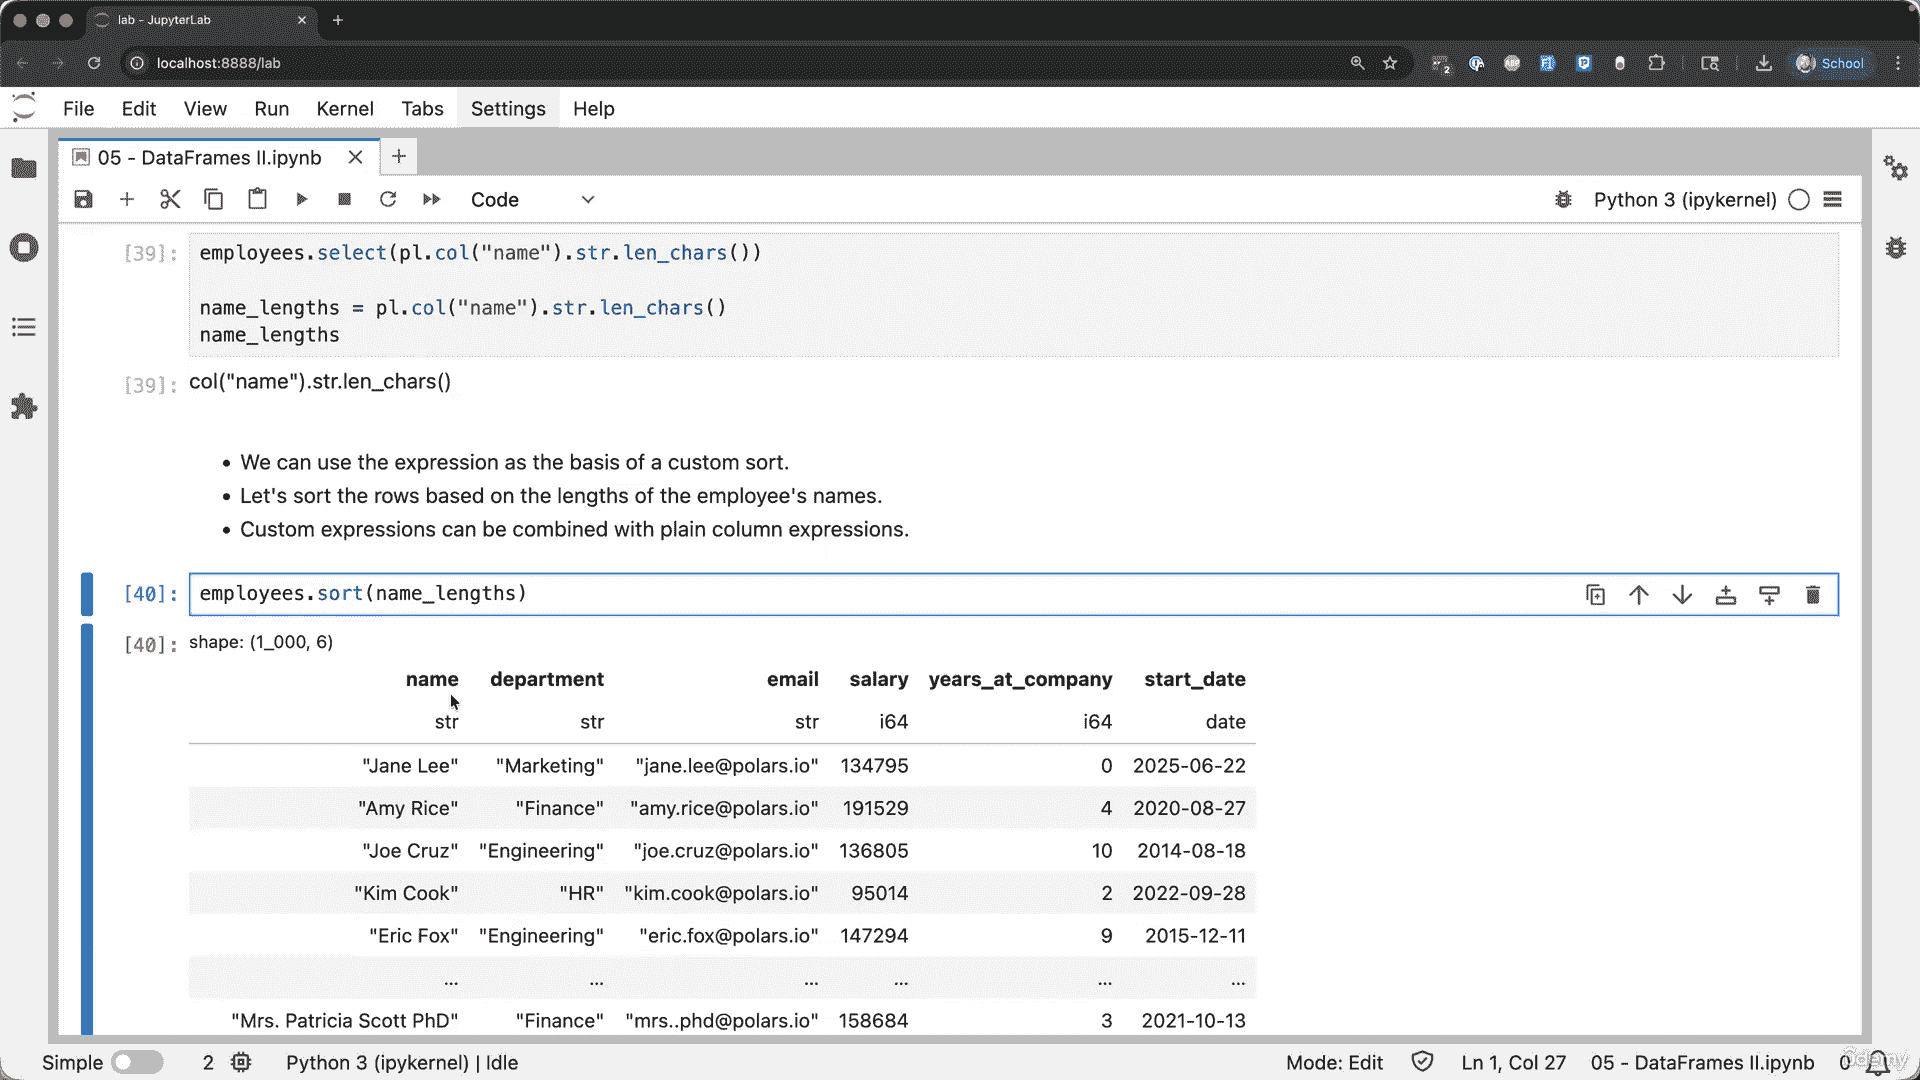 lab - JupyterLab
localhost:8888/lab
2
ABP
School
File Edit View Run Kernel Tabs Settings Help
05 - DataFrames II.ipynb
Code
Python 3 (ipykernel)
[39]: employees.select(pl.col("name").str.len_chars())
name_lengths = pl.col("name").str.len_chars()
name_lengths
[39]: col("name").str.len_chars()
• We can use the expression as the basis of a custom sort.
• Let's sort the rows based on the lengths of the employee's names.
• Custom expressions can be combined with plain column expressions.
[40]: employees.sort(name_lengths)
[40]: shape: (1_000, 6)
name department email salary years_at_company start_date
str str str i64 i64 date
"Jane Lee" "Marketing" "jane.lee@polars.io" 134795 0 2025-06-22
"Amy Rice" "Finance" "amy.rice@polars.io" 191529 4 2020-08-27
"Joe Cruz" "Engineering" "joe.cruz@polars.io" 136805 10 2014-08-18
"Kim Cook" "HR" "kim.cook@polars.io" 95014 2 2022-09-28
"Eric Fox" "Engineering" "eric.fox@polars.io" 147294 9 2015-12-11
… … … … … …
"Mrs. Patricia Scott PhD" "Finance" "mrs..phd@polars.io" 158684 3 2021-10-13
Simple 2 Python 3 (ipykernel) | Idle Mode: Edit Ln 1, Col 27 05 - DataFrames II.ipynb 0
Udemy